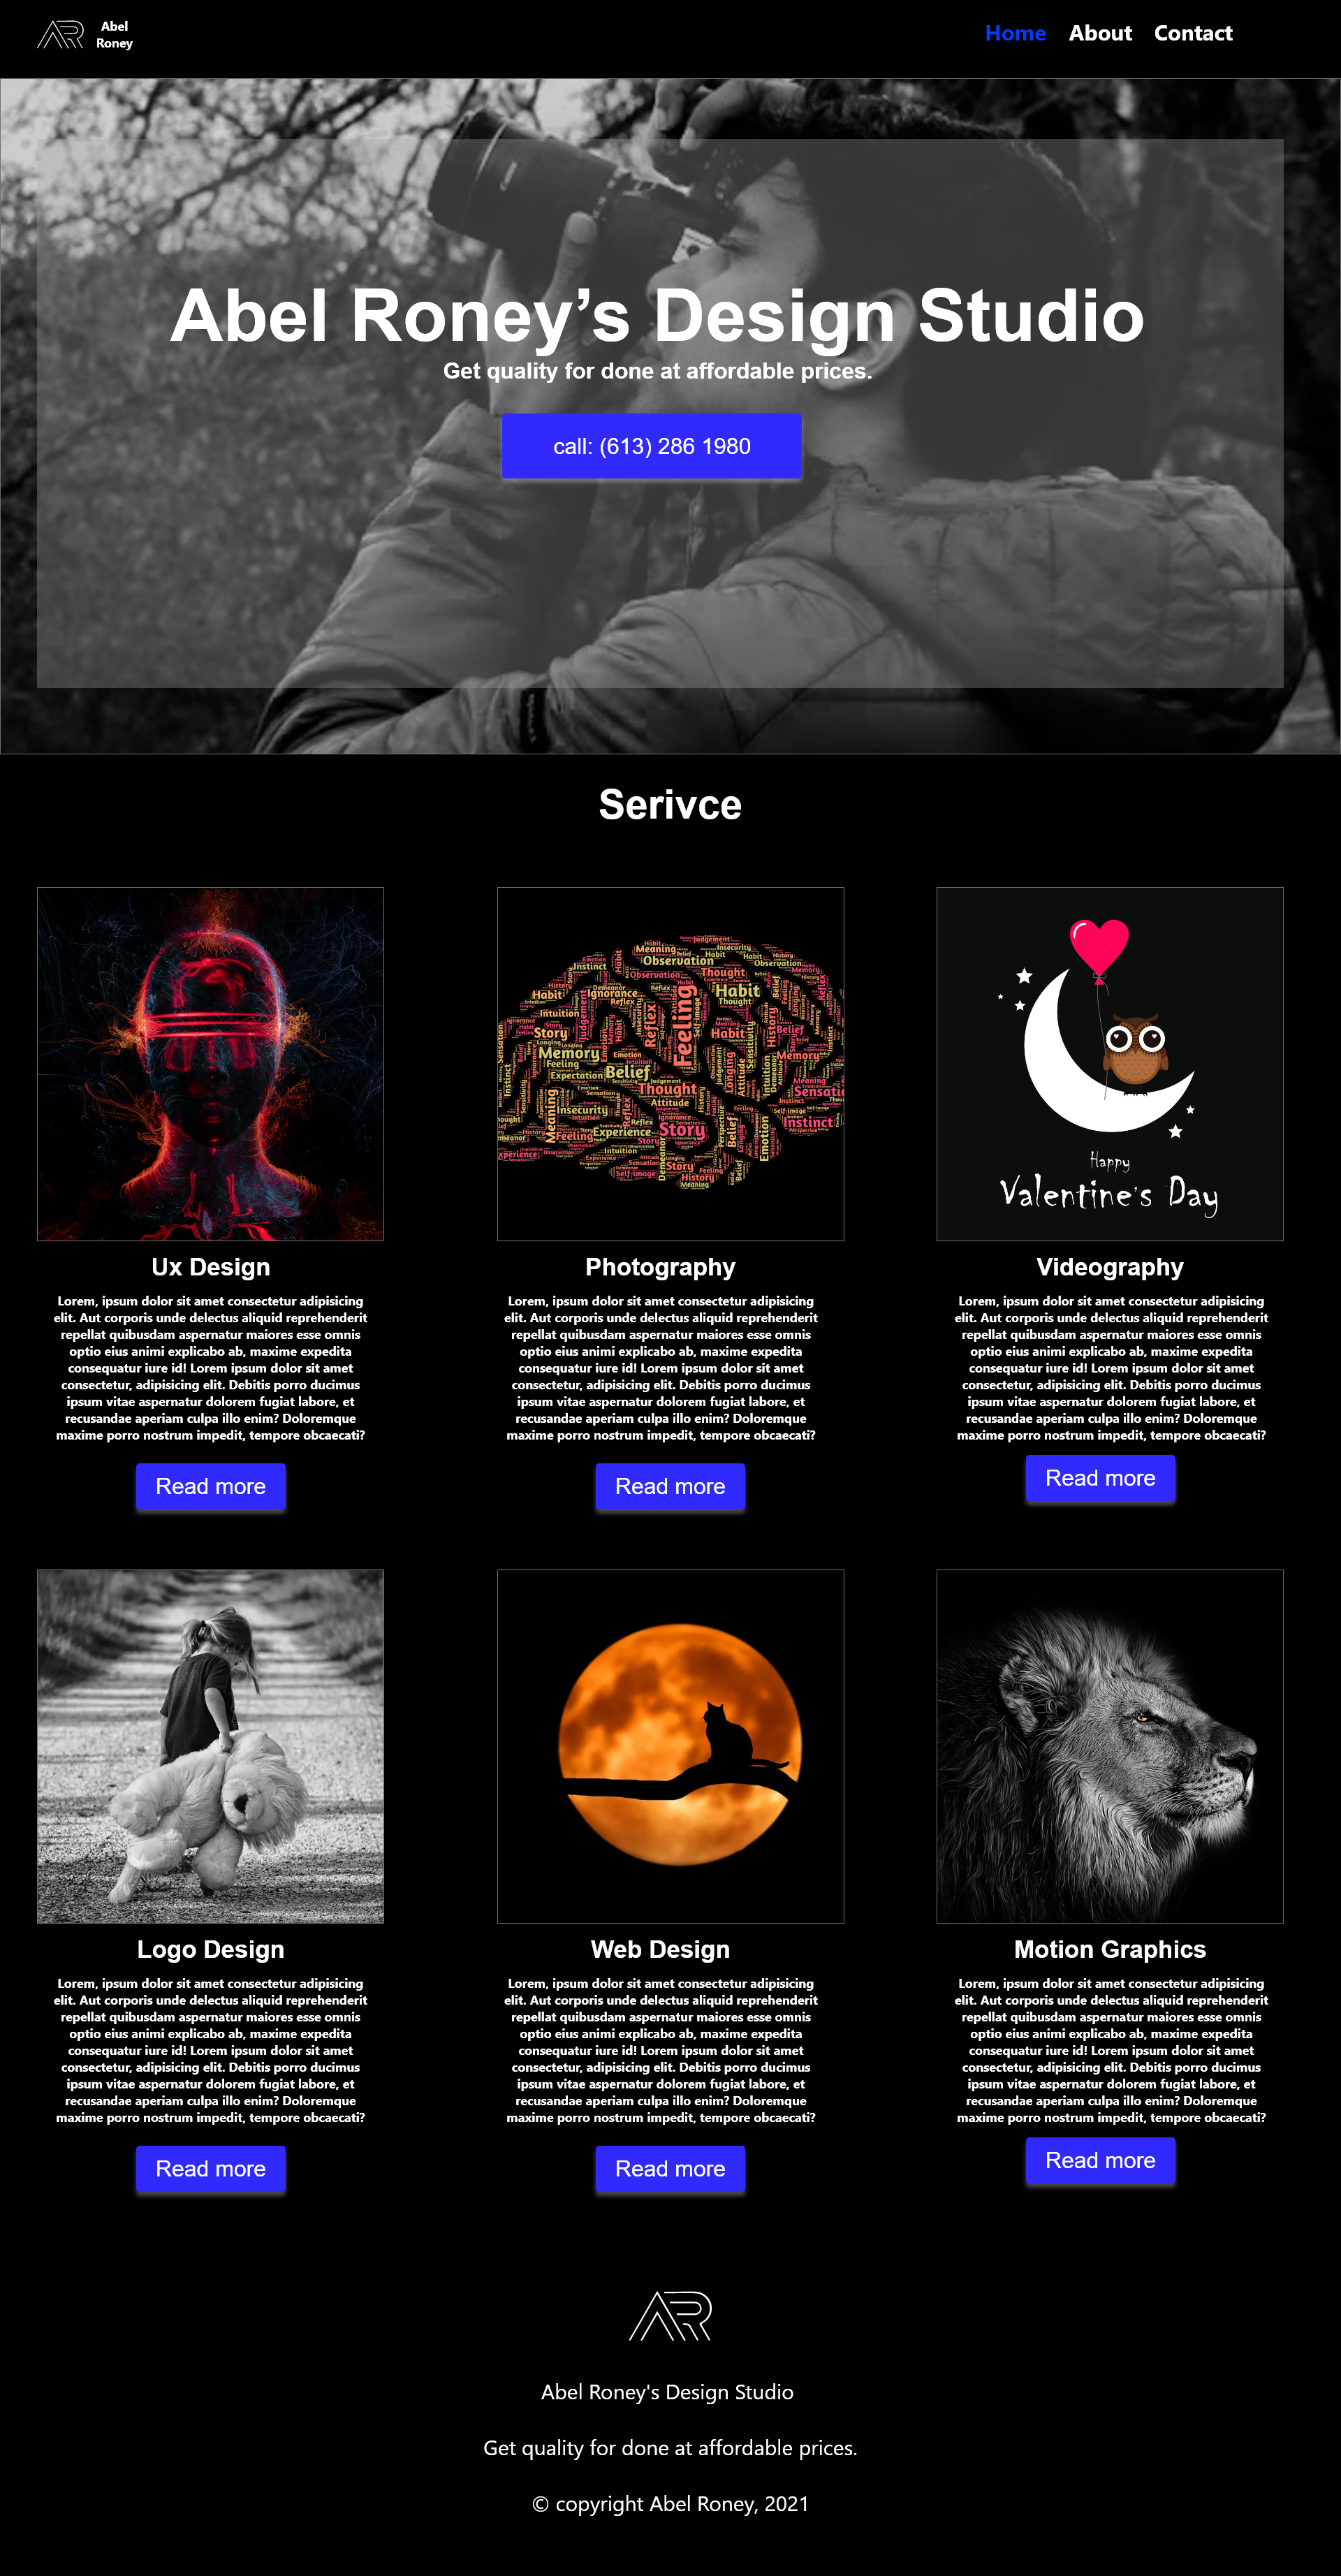 AR
Abel
Roney
Home About Contact
Abel Roney’s Design Studio
Get quality for done at affordable prices.
call: (613) 286 1980
Serivce
Judgement
Meaning
Observation
Instinct
Habit
Thought
Habit
Ignorance
Intuition
Reflex
Feeling
Story
Memory
Feeling
Expectation
Belief
Thought
Attitude
Insecurity
Experience
Story
Meaning
Feeling
Intuition
Story
History
Self-image
Belief
Emotion
Instinct
Memory
Longing
Happy
Valentine's Day
Ux Design
Lorem, ipsum dolor sit amet consectetur adipisicing
elit. Aut corporis unde delectus aliquid reprehenderit
repellat quibusdam aspernatur maiores esse omnis
optio eius animi explicabo ab, maxime expedita
consequatur iure id! Lorem ipsum dolor sit amet
consectetur, adipisicing elit. Debitis porro ducimus
ipsum vitae aspernatur dolorem fugiat labore, et
recusandae aperiam culpa illo enim? Doloremque
maxime porro nostrum impedit, tempore obcaecati?
Read more
Photography
Lorem, ipsum dolor sit amet consectetur adipisicing
elit. Aut corporis unde delectus aliquid reprehenderit
repellat quibusdam aspernatur maiores esse omnis
optio eius animi explicabo ab, maxime expedita
consequatur iure id! Lorem ipsum dolor sit amet
consectetur, adipisicing elit. Debitis porro ducimus
ipsum vitae aspernatur dolorem fugiat labore, et
recusandae aperiam culpa illo enim? Doloremque
maxime porro nostrum impedit, tempore obcaecati?
Read more
Videography
Lorem, ipsum dolor sit amet consectetur adipisicing
elit. Aut corporis unde delectus aliquid reprehenderit
repellat quibusdam aspernatur maiores esse omnis
optio eius animi explicabo ab, maxime expedita
consequatur iure id! Lorem ipsum dolor sit amet
consectetur, adipisicing elit. Debitis porro ducimus
ipsum vitae aspernatur dolorem fugiat labore, et
recusandae aperiam culpa illo enim? Doloremque
maxime porro nostrum impedit, tempore obcaecati?
Read more
Logo Design
Lorem, ipsum dolor sit amet consectetur adipisicing
elit. Aut corporis unde delectus aliquid reprehenderit
repellat quibusdam aspernatur maiores esse omnis
optio eius animi explicabo ab, maxime expedita
consequatur iure id! Lorem ipsum dolor sit amet
consectetur, adipisicing elit. Debitis porro ducimus
ipsum vitae aspernatur dolorem fugiat labore, et
recusandae aperiam culpa illo enim? Doloremque
maxime porro nostrum impedit, tempore obcaecati?
Read more
Web Design
Lorem, ipsum dolor sit amet consectetur adipisicing
elit. Aut corporis unde delectus aliquid reprehenderit
repellat quibusdam aspernatur maiores esse omnis
optio eius animi explicabo ab, maxime expedita
consequatur iure id! Lorem ipsum dolor sit amet
consectetur, adipisicing elit. Debitis porro ducimus
ipsum vitae aspernatur dolorem fugiat labore, et
recusandae aperiam culpa illo enim? Doloremque
maxime porro nostrum impedit, tempore obcaecati?
Read more
Motion Graphics
Lorem, ipsum dolor sit amet consectetur adipisicing
elit. Aut corporis unde delectus aliquid reprehenderit
repellat quibusdam aspernatur maiores esse omnis
optio eius animi explicabo ab, maxime expedita
consequatur iure id! Lorem ipsum dolor sit amet
consectetur, adipisicing elit. Debitis porro ducimus
ipsum vitae aspernatur dolorem fugiat labore, et
recusandae aperiam culpa illo enim? Doloremque
maxime porro nostrum impedit, tempore obcaecati?
Read more
AR
Abel Roney's Design Studio
Get quality for done at affordable prices.
© copyright Abel Roney, 2021